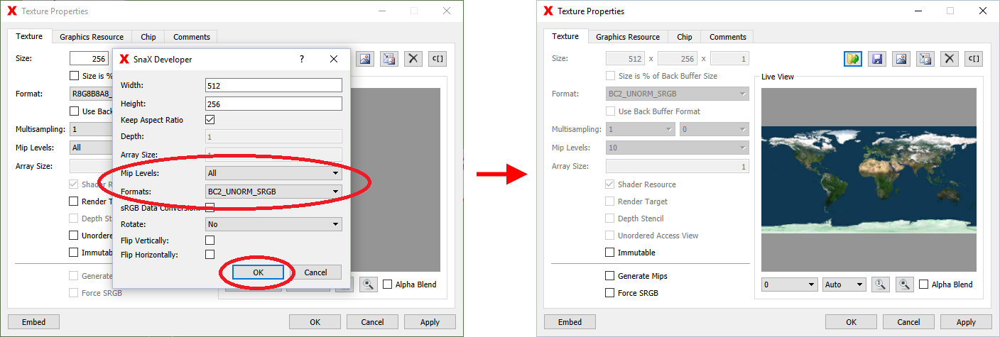 Texture Properties
Texture Graphics Resource Chip Comments
Size: 256
Size is %
Format: R8G8B8A8_
Use Back
Multisampling: 1
Mip Levels: All
Array Size:
Shader R
Render T
Depth Stencil
Unordered
Immutable
Generate
Force SRGB
Alpha Blend
Embed OK Cancel Apply
C[]
SnaX Developer ?
Width: 512
Height: 256
Keep Aspect Ratio
Depth: 1
Array Size: 1
Mip Levels: All
Formats: BC2_UNORM_SRGB
sRGB Data Conversion:
Rotate: No
Flip Vertically:
Flip Horizontally:
OK Cancel
Texture Properties
Texture Graphics Resource Chip Comments
Size: 512 x 256 x 1
C[]
Size is % of Back Buffer Size
Live View
Format: BC2_UNORM_SRGB
Use Back Buffer Format
Multisampling: 1 0
Mip Levels: 10
Array Size: 1
Shader Resource
Render Target
Depth Stencil
Unordered Access View
Immutable
Generate Mips
Force SRGB
0 Auto 1 Alpha Blend
Embed OK Cancel Apply